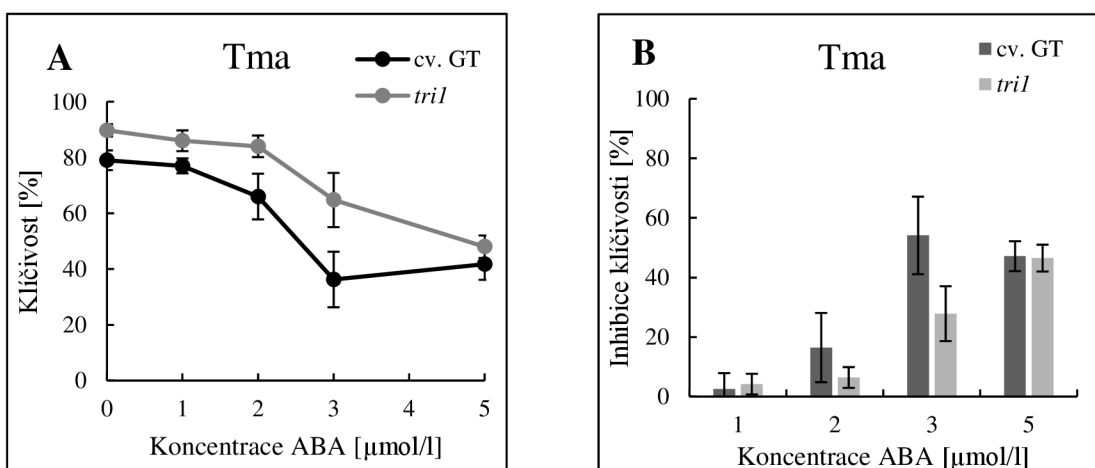 A
Tma
cv. GT
tri1
Klíčivost [%]
100
80
60
40
20
0
0 1 2 3 4 5
Koncentrace ABA [µmol/l]
B
Tma
cv. GT
tri1
Inhibice klíčivosti [%]
100
80
60
40
20
0
1 2 3 5
Koncentrace ABA [µmol/l]